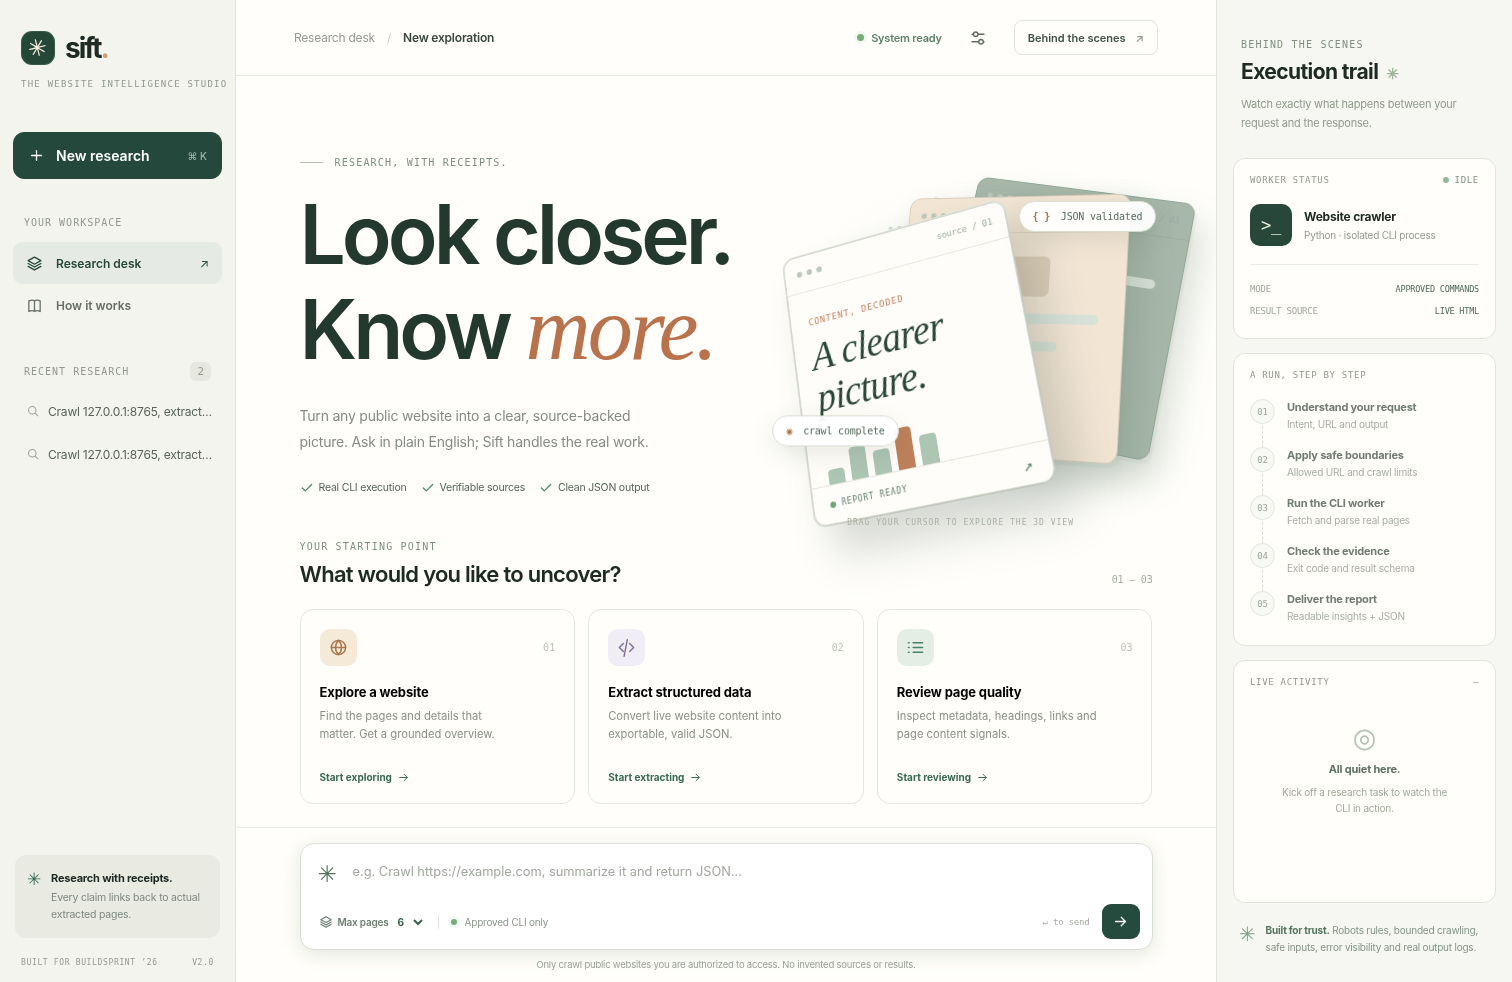 sift.
THE WEBSITE INTELLIGENCE STUDIO
New research ⌘ K
YOUR WORKSPACE
Research desk
How it works
RECENT RESEARCH 2
Crawl 127.0.0.1:8765, extract...
Crawl 127.0.0.1:8765, extract...
Research with receipts.
Every claim links back to actual
extracted pages.
BUILT FOR BUILDSPRINT '26 V2.0
Research desk / New exploration
System ready
Behind the scenes
RESEARCH, WITH RECEIPTS.
Look closer.
Know more.
Turn any public website into a clear, source-backed
picture. Ask in plain English; Sift handles the real work.
Real CLI execution
Verifiable sources
Clean JSON output
{ } JSON validated
source / 01
CONTENT, DECODED
A clearer
picture.
crawl complete
REPORT READY
DRAG YOUR CURSOR TO EXPLORE THE 3D VIEW
YOUR STARTING POINT
What would you like to uncover?
01 — 03
01
Explore a website
Find the pages and details that
matter. Get a grounded overview.
Start exploring
02
Extract structured data
Convert live website content into
exportable, valid JSON.
Start extracting
03
Review page quality
Inspect metadata, headings, links and
page content signals.
Start reviewing
e.g. Crawl https://example.com, summarize it and return JSON...
Max pages 6
Approved CLI only
↵ to send
Only crawl public websites you are authorized to access. No invented sources or results.
BEHIND THE SCENES
Execution trail
Watch exactly what happens between your
request and the response.
WORKER STATUS IDLE
>_
Website crawler
Python · isolated CLI process
MODE APPROVED COMMANDS
RESULT SOURCE LIVE HTML
A RUN, STEP BY STEP
01 Understand your request
Intent, URL and output
02 Apply safe boundaries
Allowed URL and crawl limits
03 Run the CLI worker
Fetch and parse real pages
04 Check the evidence
Exit code and result schema
05 Deliver the report
Readable insights + JSON
LIVE ACTIVITY —
All quiet here.
Kick off a research task to watch the
CLI in action.
Built for trust. Robots rules, bounded crawling,
safe inputs, error visibility and real output logs.